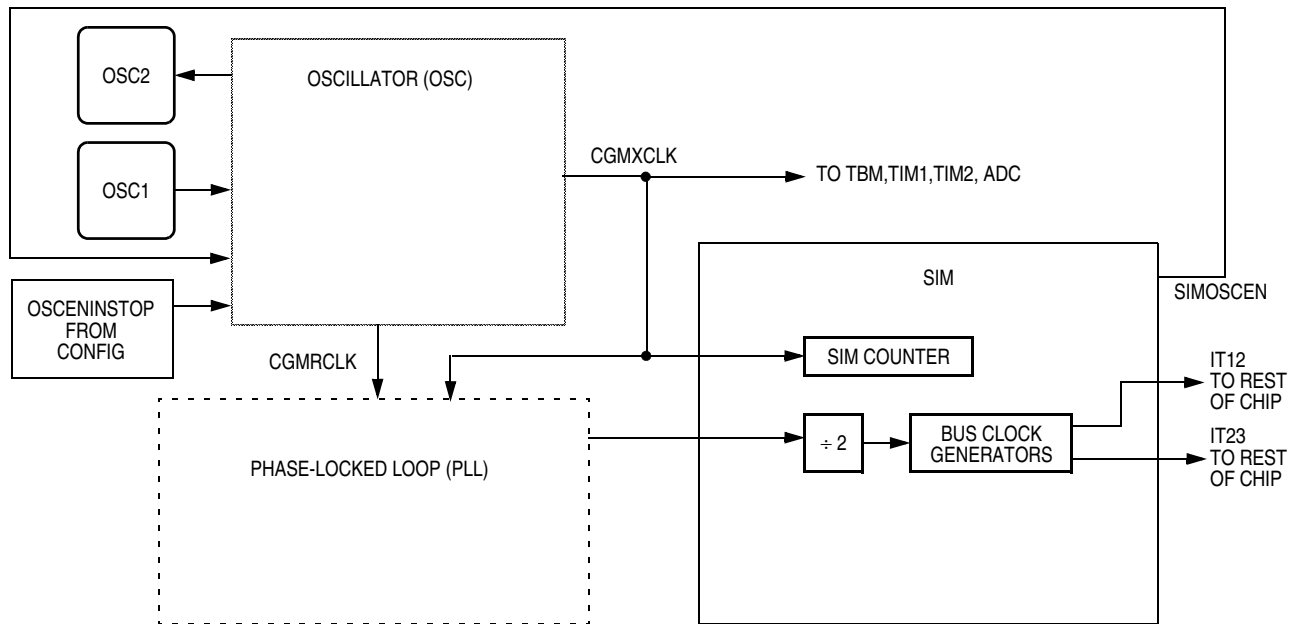 OSC2
OSCILLATOR (OSC)
CGMXCLK
TO TBM,TIM1,TIM2, ADC
OSC1
OSCENINSTOP
FROM
CONFIG
CGMRCLK
SIM
SIMOSCEN
SIM COUNTER
IT12
TO REST
OF CHIP
÷ 2
BUS CLOCK
GENERATORS
IT23
TO REST
OF CHIP
PHASE-LOCKED LOOP (PLL)